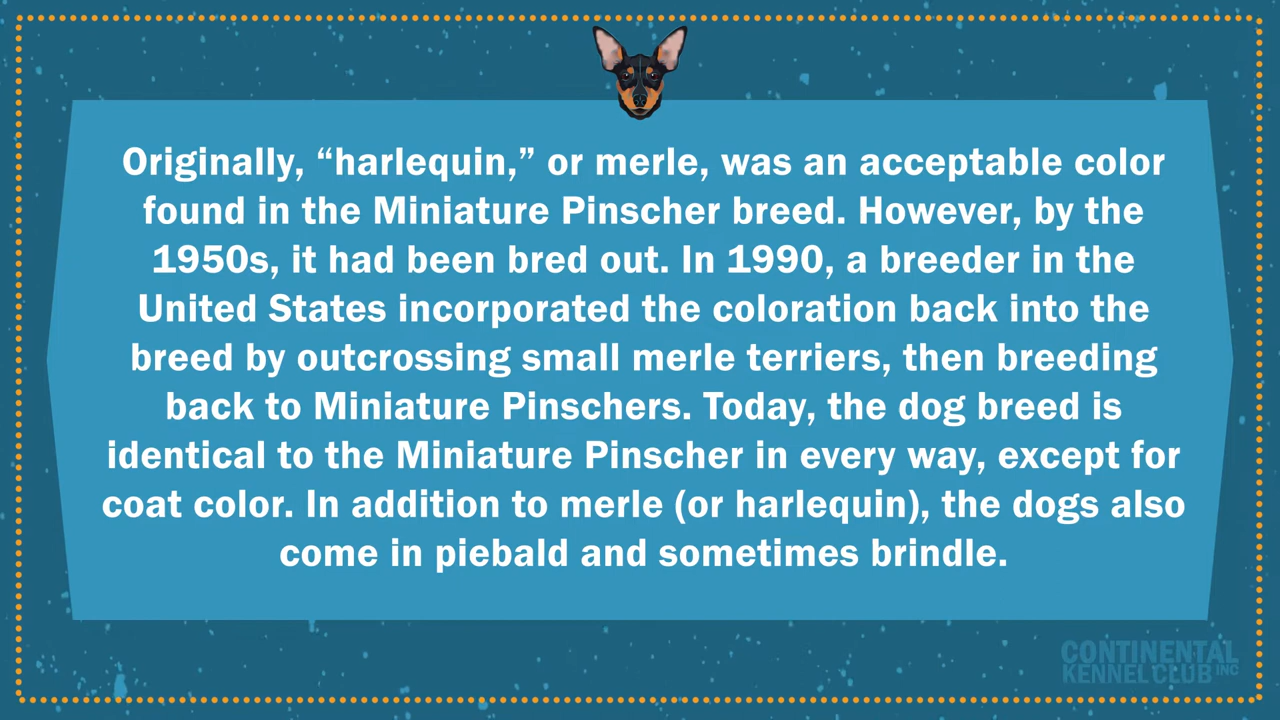 Originally, “harlequin,” or merle, was an acceptable color
found in the Miniature Pinscher breed. However, by the
1950s, it had been bred out. In 1990, a breeder in the
United States incorporated the coloration back into the
breed by outcrossing small merle terriers, then breeding
back to Miniature Pinschers. Today, the dog breed is
identical to the Miniature Pinscher in every way, except for
coat color. In addition to merle (or harlequin), the dogs also
come in piebald and sometimes brindle.
CONTINENTAL
KENNEL CLUB INC